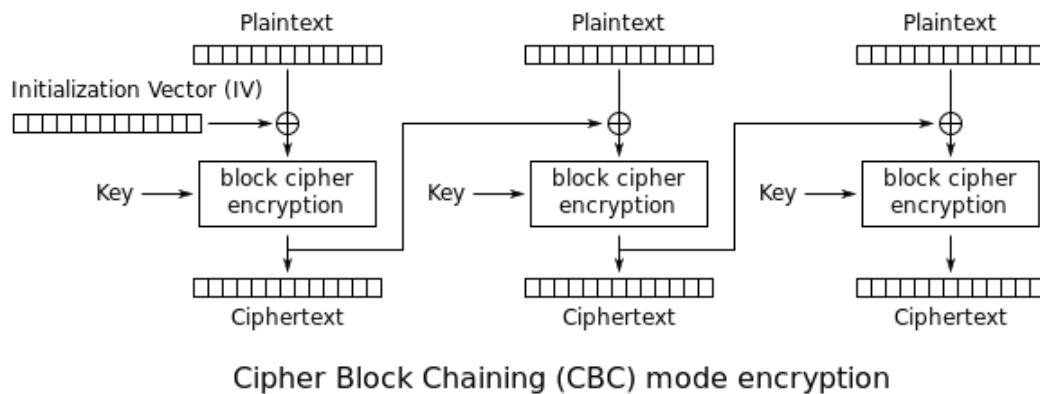 Plaintext
Plaintext
Plaintext
Initialization Vector (IV)
Key
block cipher
encryption
Key
block cipher
encryption
Key
block cipher
encryption
Ciphertext
Ciphertext
Ciphertext
Cipher Block Chaining (CBC) mode encryption